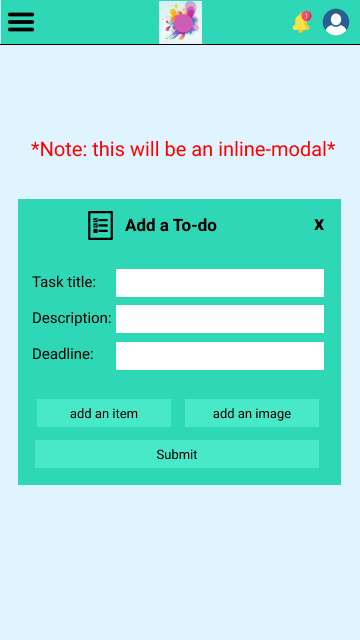 1
*Note: this will be an inline-modal*
Add a To-do
x
Task title:
Description:
Deadline:
add an item
add an image
Submit